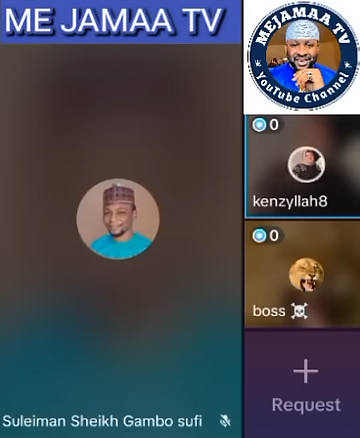 ME JAMAA TV
MEJAMAA TV
YouTube Channel
0
kenzyllah8
0
boss ☠️
Request
Suleiman Sheikh Gambo sufi